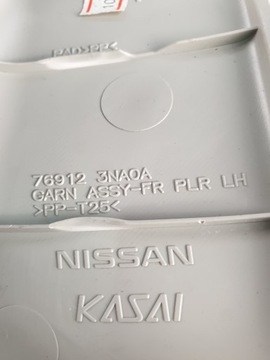 76912 3NA0A
GARN ASSY-FR PLR LH
>PP-T25<
NISSAN
KASAI